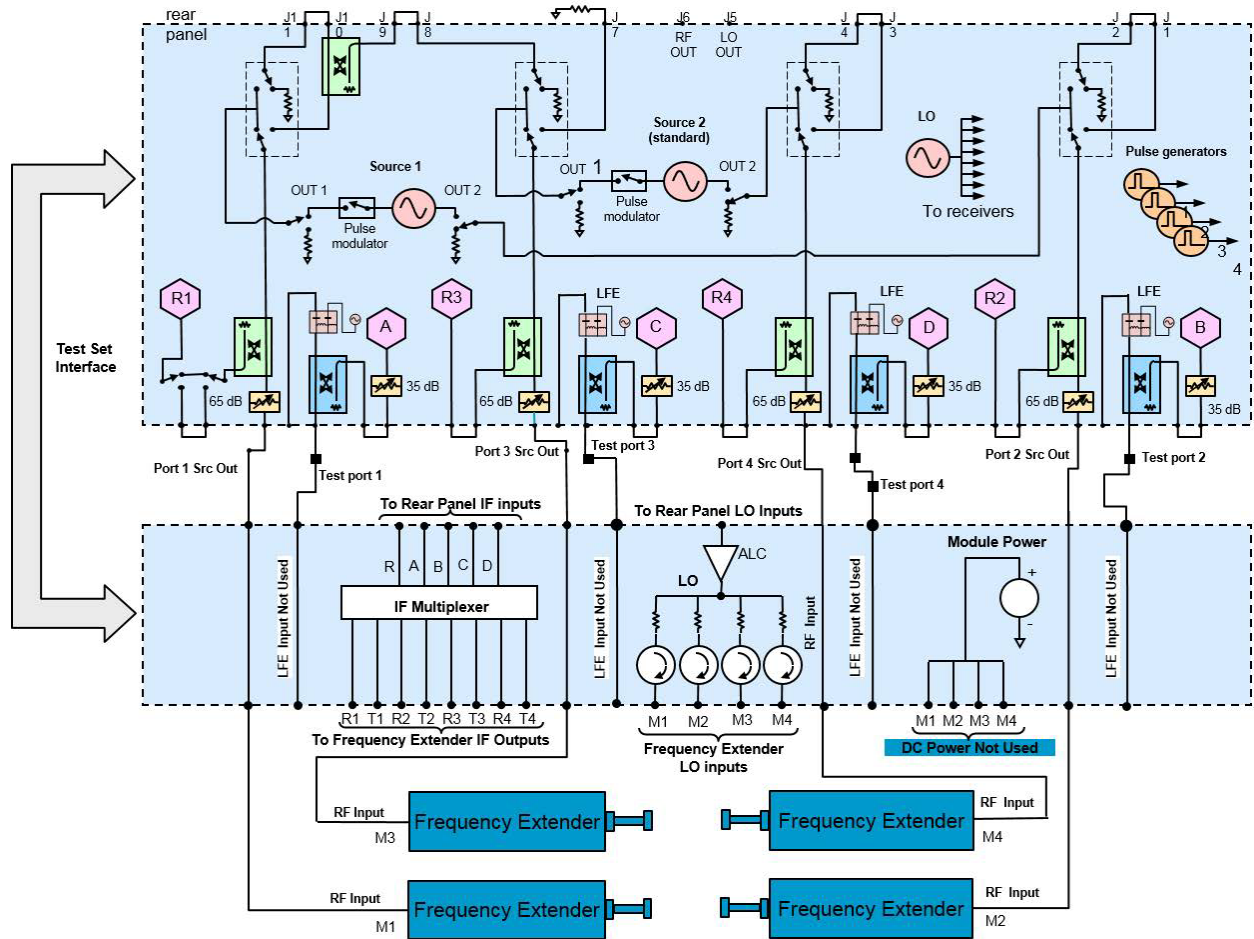 rear
panel
J1
1
J1
0
J
9
J
8
J
7
J6
RF
OUT
J5
LO
OUT
J
4
J
3
J
2
J
1
Source 1
OUT 1
OUT 2
Pulse
modulator
Source 2
(standard)
OUT 1
OUT 2
Pulse
modulator
LO
To receivers
Pulse generators
1
2
3
4
Test Set
Interface
R1
65 dB
A
35 dB
R3
65 dB
LFE
C
35 dB
R4
65 dB
LFE
D
35 dB
R2
65 dB
LFE
B
35 dB
Port 1 Src Out
Test port 1
Port 3 Src Out
Test port 3
Port 4 Src Out
Test port 4
Port 2 Src Out
Test port 2
To Rear Panel IF inputs
R
A
B
C
D
IF Multiplexer
R1 T1 R2 T2 R3 T3 R4 T4
To Frequency Extender IF Outputs
LFE Input Not Used
LFE Input Not Used
To Rear Panel LO Inputs
ALC
LO
M1 M2 M3 M4
Frequency Extender
LO inputs
RF Input
LFE Input Not Used
Module Power
+
-
M1 M2 M3 M4
DC Power Not Used
LFE Input Not Used
RF Input
M3
Frequency Extender
Frequency Extender
RF Input
M4
RF Input
M1
Frequency Extender
Frequency Extender
RF Input
M2